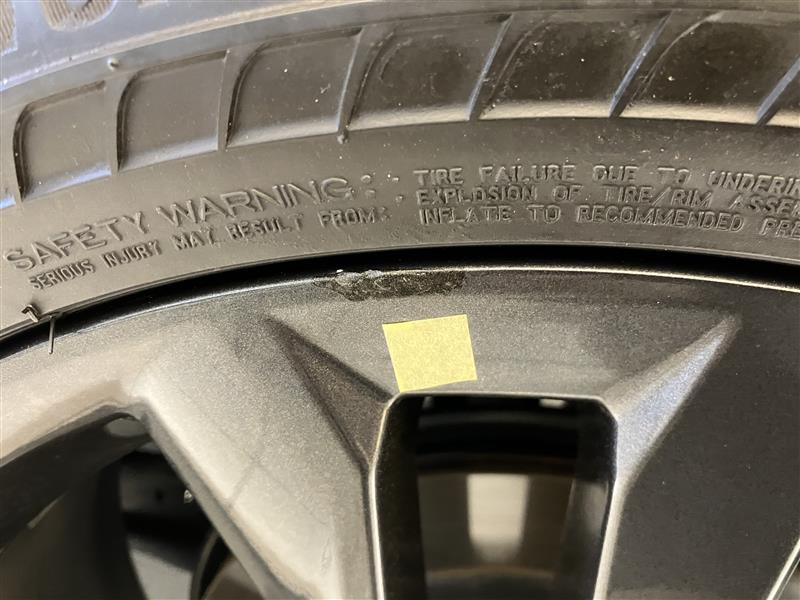 SAFETY WARNING:
SERIOUS INJURY MAY RESULT FROM:
TIRE FAILURE DUE TO UNDERIN
EXPLOSION OF TIRE/RIM ASSE
INFLATE TO RECOMMENDED PRE